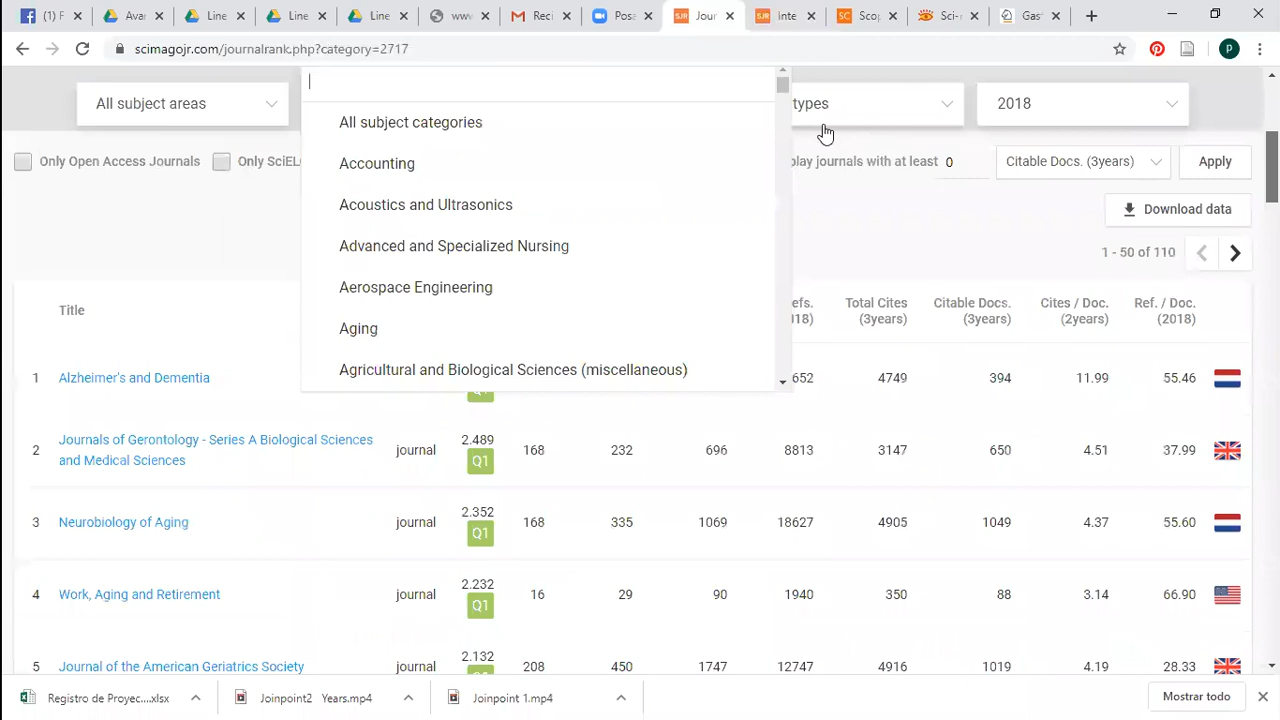 (1) F
Ava
Line
Line
Line
www
Reci
Posa
SJR Jour
SJR Inte
SC Scop
Sci-
Gas
scimagojr.com/journalrank.php?category=2717
P
All subject areas
types
2018
All subject categories
Accounting
Acoustics and Ultrasonics
Advanced and Specialized Nursing
Aerospace Engineering
Aging
Agricultural and Biological Sciences (miscellaneous)
Only Open Access Journals
Only SciEL
play journals with at least 0
Citable Docs. (3years)
Apply
Download data
1 - 50 of 110
Title
efs.
Total Cites
Citable Docs.
Cites / Doc.
Ref. / Doc.
018)
(3years)
(3years)
(2years)
(2018)
1 Alzheimer's and Dementia Q1 652 4749 394 11.99 55.46
2 Journals of Gerontology - Series A Biological Sciences
and Medical Sciences
journal 2.489 Q1 168 232 696 8813 3147 650 4.51 37.99
3 Neurobiology of Aging journal 2.352 Q1 168 335 1069 18627 4905 1049 4.37 55.60
4 Work, Aging and Retirement journal 2.232 Q1 16 29 90 1940 350 88 3.14 66.90
5 Journal of the American Geriatrics Society journal 2.132 208 450 1747 12747 4916 1019 4.19 28.33
Registro de Proyec....xlsx
Joinpoint2 Years.mp4
Joinpoint 1.mp4
Mostrar todo